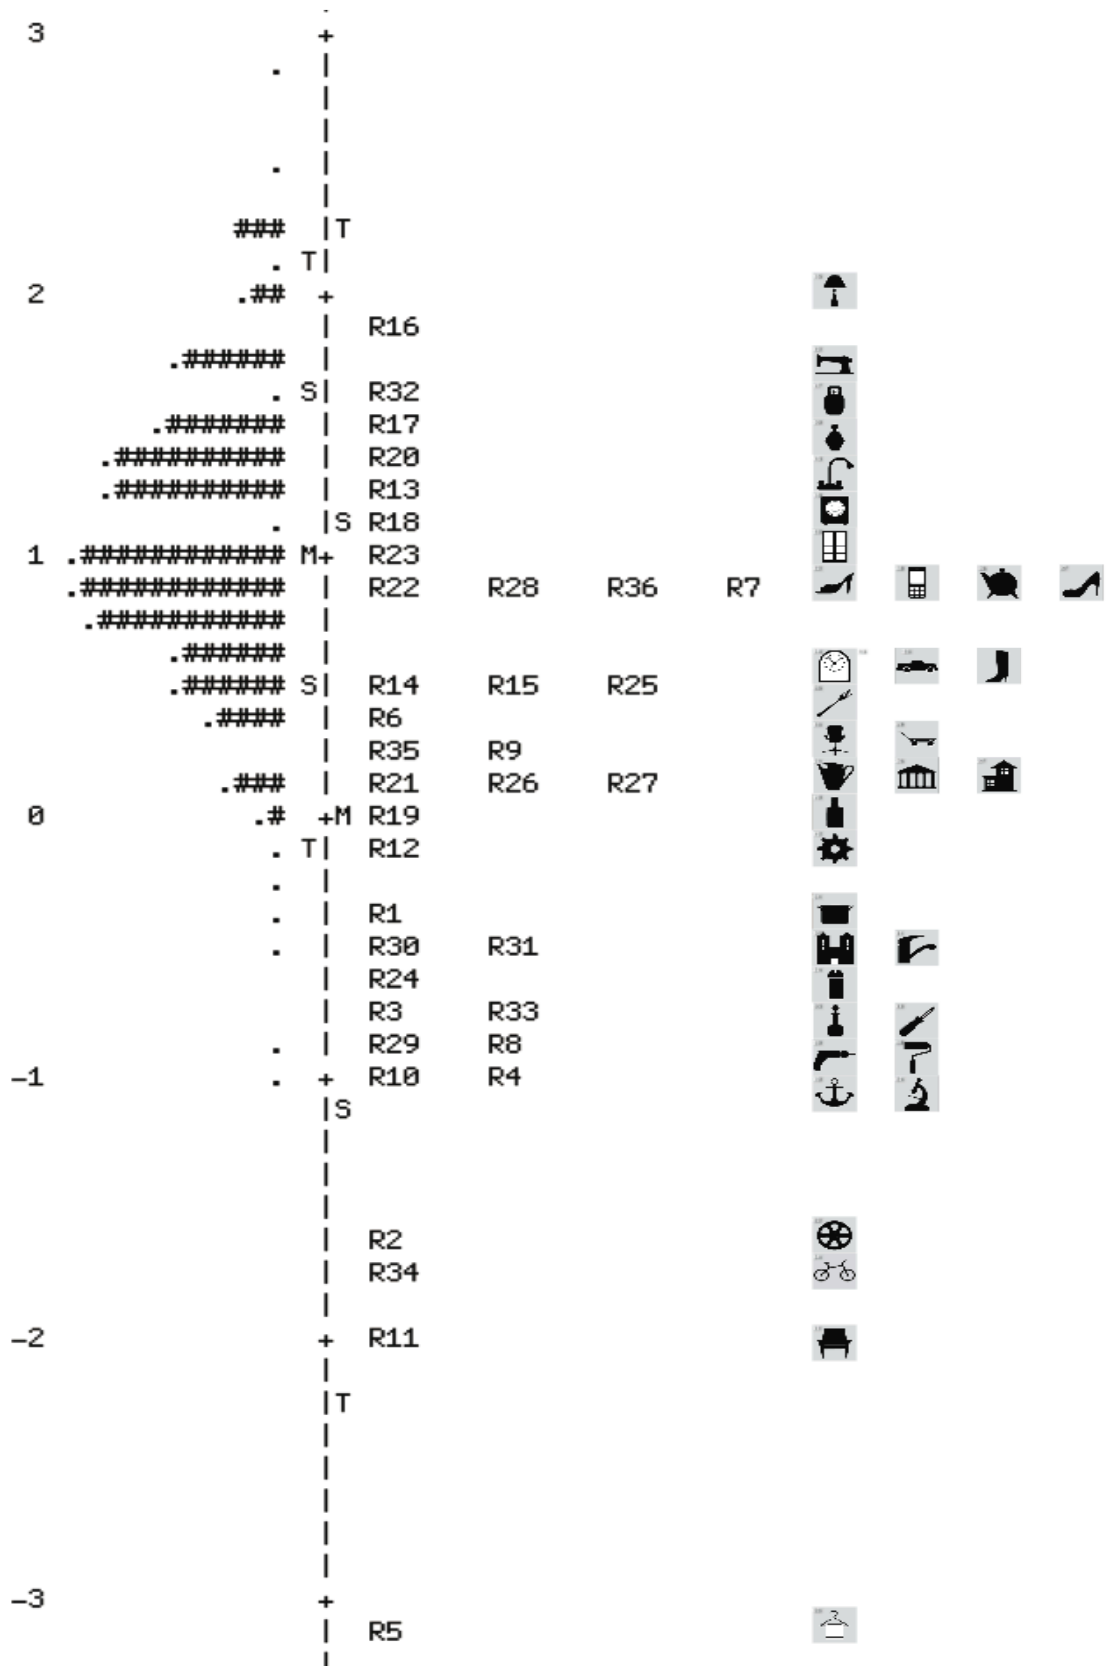 3 +
. |
|
|
. |
|
### |T
. T|
2 .## +
| R16
.###### |
. S| R32
.####### | R17
.########## | R20
.########## | R13
. |S R18
1 .############ M+ R23
.############ | R22 R28 R36 R7
.########### |
.###### |
.###### S| R14 R15 R25
.#### | R6
| R35 R9
.### | R21 R26 R27
0 .# +M R19
. T| R12
. |
. | R1
. | R30 R31
| R24
| R3 R33
. | R29 R8
-1 . + R10 R4
|S
|
|
|
| R2
| R34
|
-2 + R11
|
|T
|
|
|
|
|
-3 +
| R5